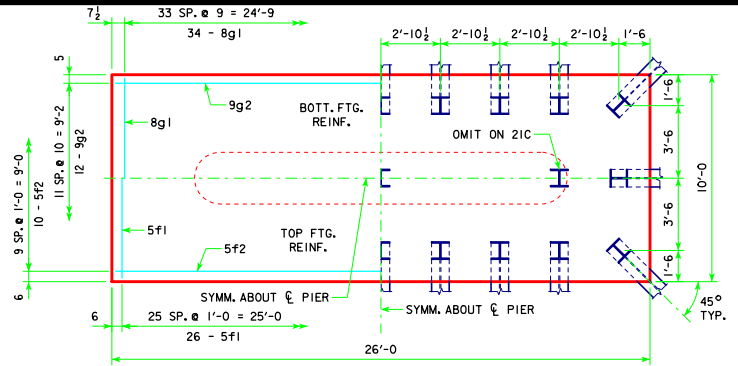 7½
33 SP. @ 9 = 24'-9
34 - 8g1
2'-10½
2'-10½
2'-10½
2'-10½
1'-6
5
11 SP. @ 10 = 9'-2
12 - 9g2
9g2
BOTT. FTG.
REINF.
8g1
OMIT ON 21C
1'-6
3'-6
3'-6
1'-6
10'-0
9 SP. @ 1'-0 = 9'-0
10 - 5f2
6
5f1
TOP FTG.
REINF.
5f2
SYMM. ABOUT ℄ PIER
SYMM. ABOUT ℄ PIER
45°
TYP.
6
25 SP. @ 1'-0 = 25'-0
26 - 5f1
26'-0